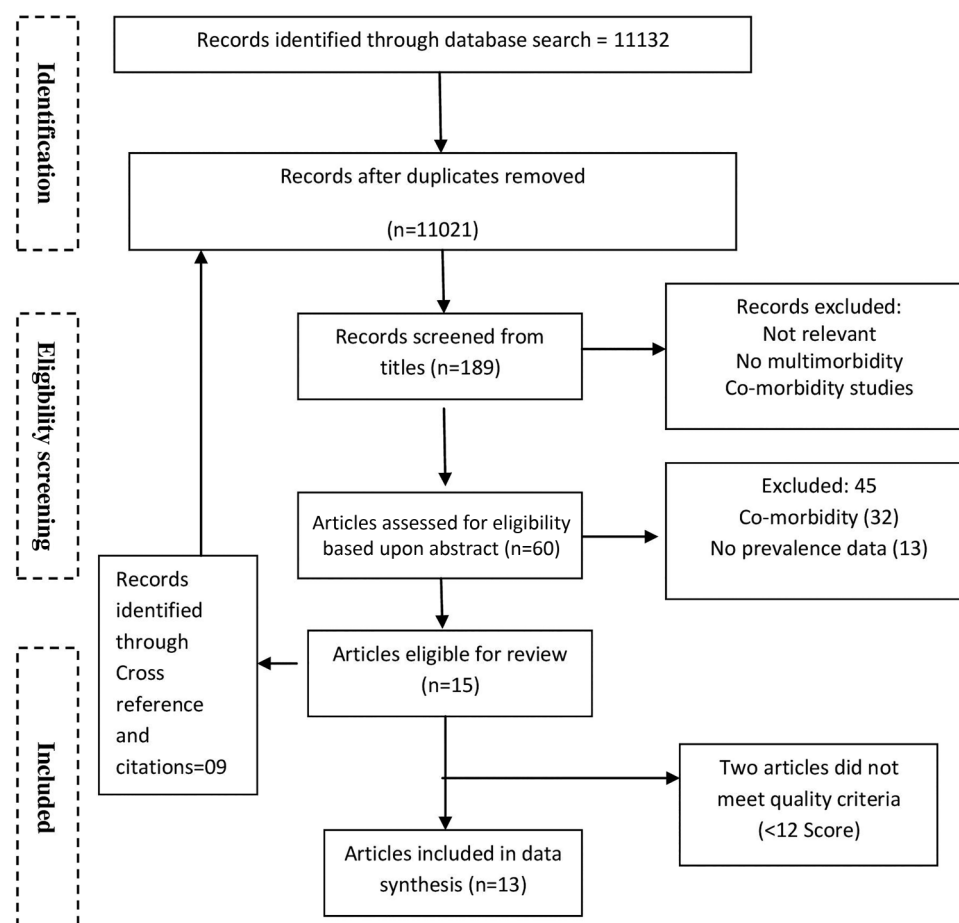 Identification
Records identified through database search = 11132
Records after duplicates removed
(n=11021)
Eligibility screening
Records screened from
titles (n=189)
Records excluded:
Not relevant
No multimorbidity
Co-morbidity studies
Articles assessed for eligibility
based upon abstract (n=60)
Excluded: 45
Co-morbidity (32)
No prevalence data (13)
Records
identified
through
Cross
reference
and
citations=09
Included
Articles eligible for review
(n=15)
Two articles did not
meet quality criteria
(<12 Score)
Articles included in data
synthesis (n=13)